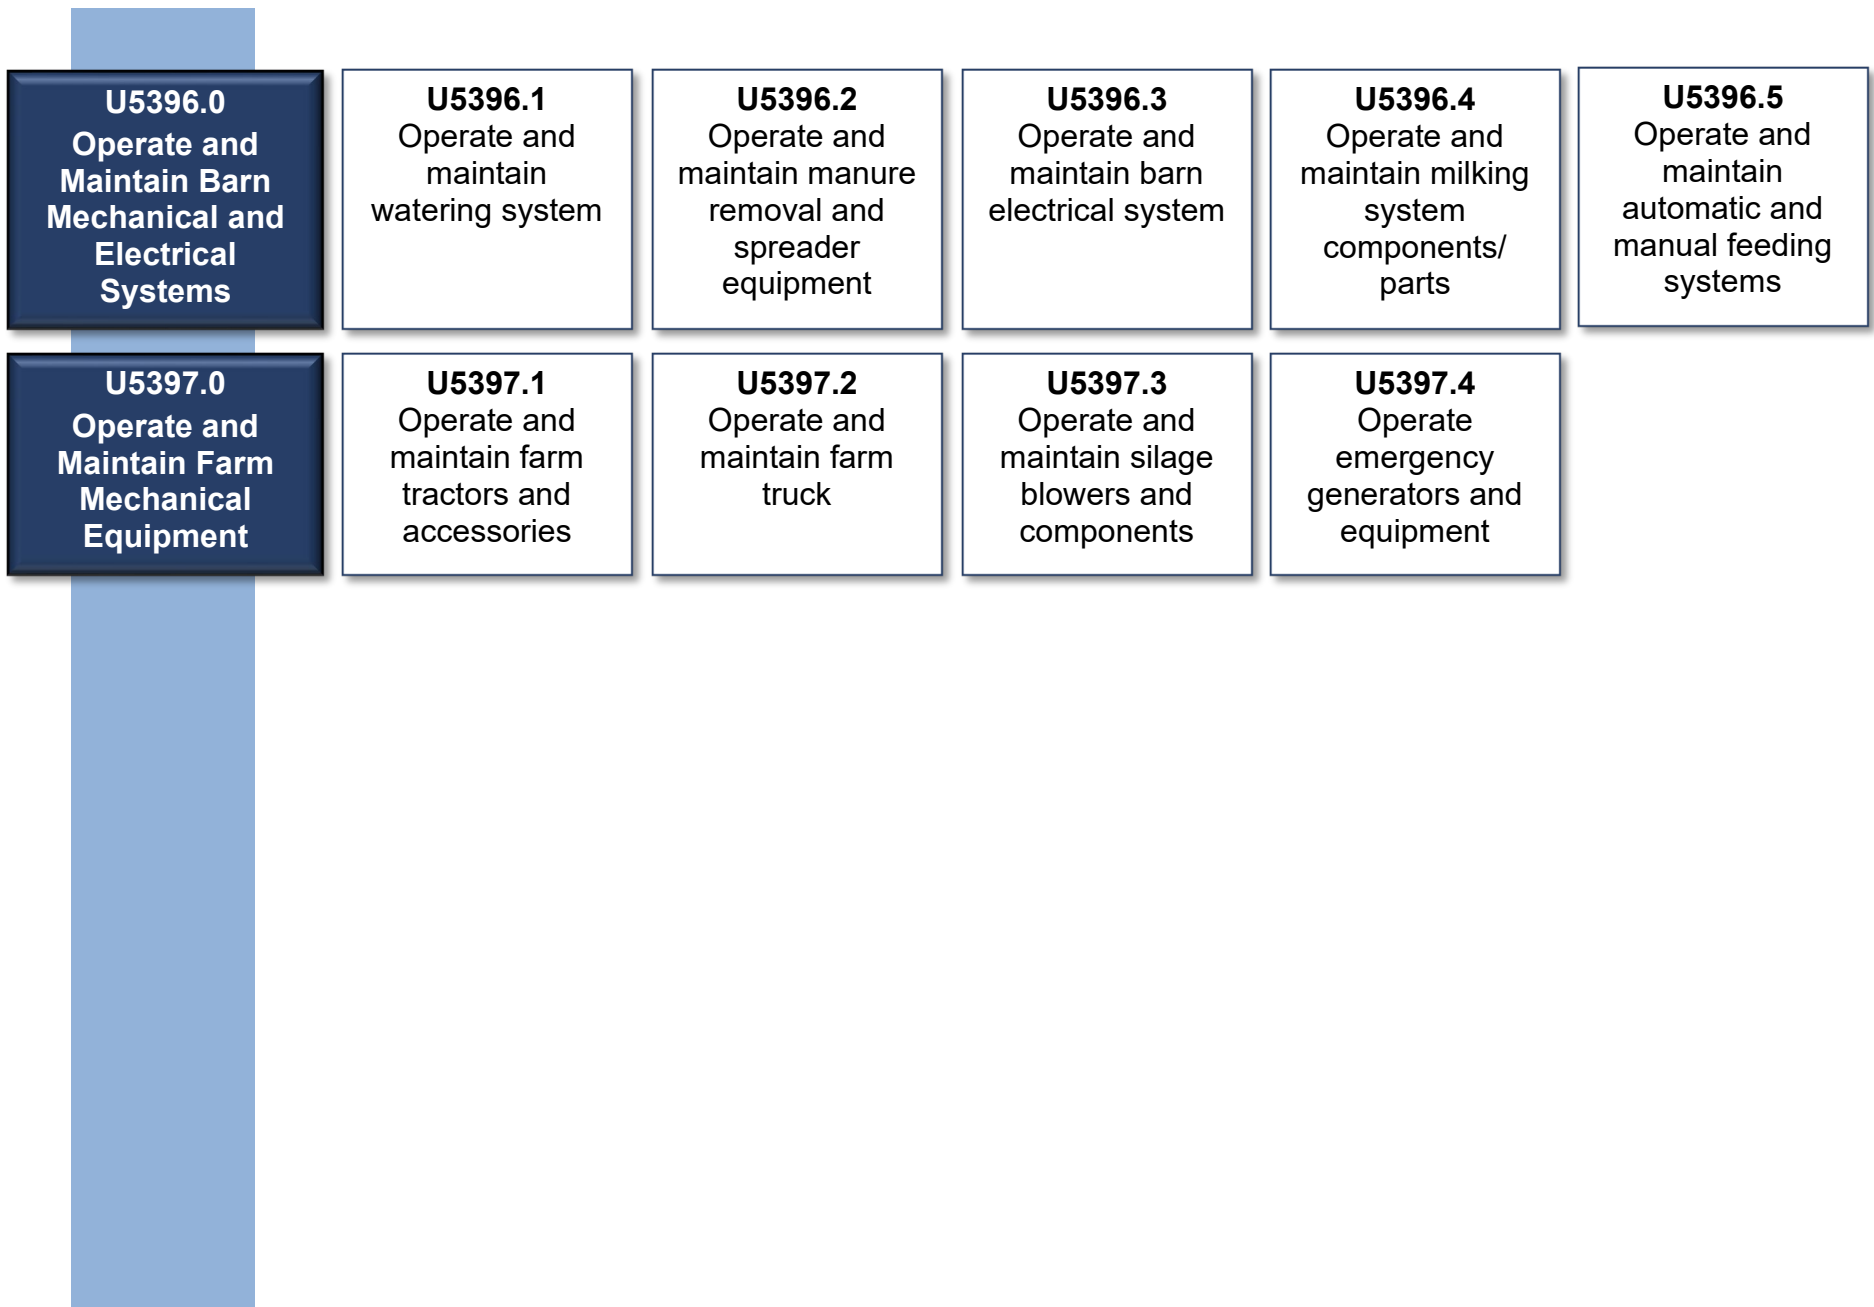 U5396.0
Operate and
Maintain Barn
Mechanical and
Electrical
Systems
U5396.1
Operate and
maintain
watering system
U5396.2
Operate and
maintain manure
removal and
spreader
equipment
U5396.3
Operate and
maintain barn
electrical system
U5396.4
Operate and
maintain milking
system
components/
parts
U5396.5
Operate and
maintain
automatic and
manual feeding
systems
U5397.0
Operate and
Maintain Farm
Mechanical
Equipment
U5397.1
Operate and
maintain farm
tractors and
accessories
U5397.2
Operate and
maintain farm
truck
U5397.3
Operate and
maintain silage
blowers and
components
U5397.4
Operate
emergency
generators and
equipment